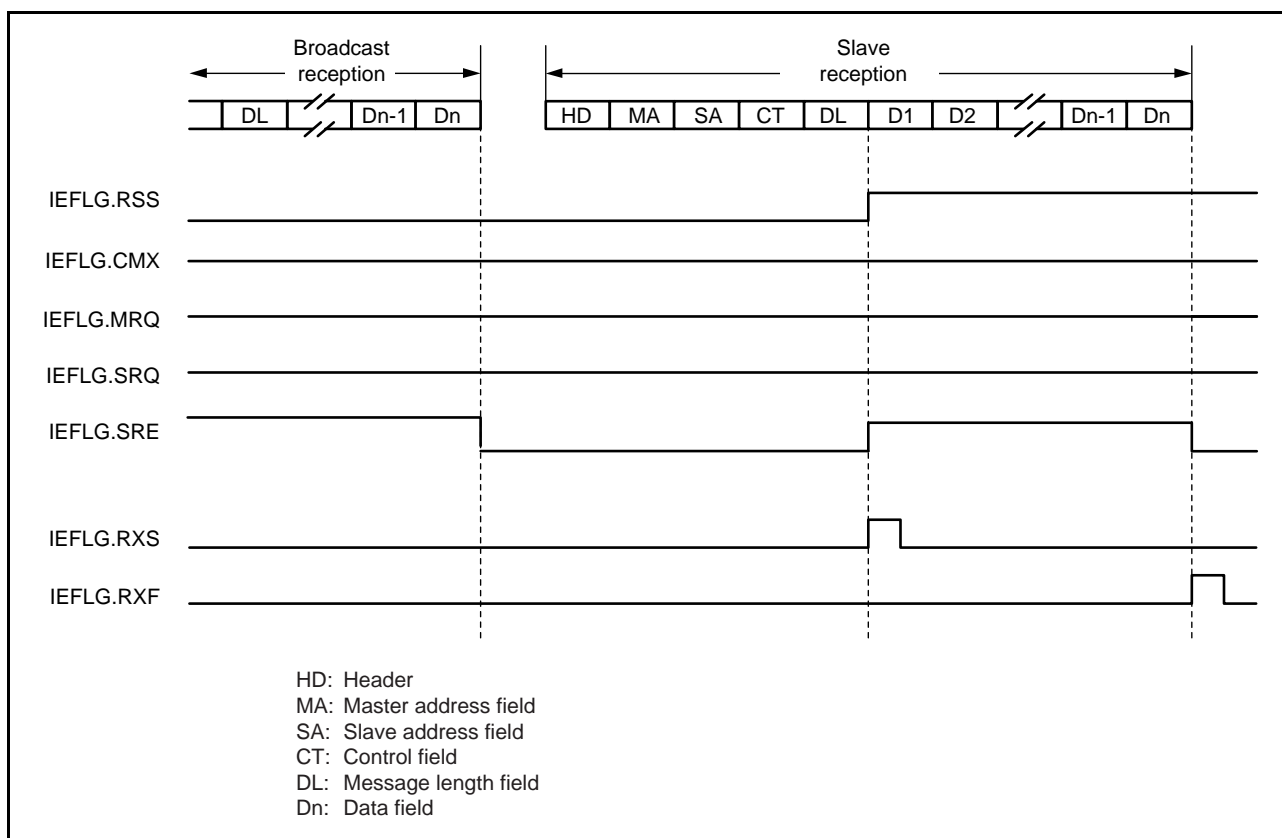 Broadcast
reception
Slave
reception
DL Dn-1 Dn HD MA SA CT DL D1 D2 Dn-1 Dn
IEFLG.RSS
IEFLG.CMX
IEFLG.MRQ
IEFLG.SRQ
IEFLG.SRE
IEFLG.RXS
IEFLG.RXF
HD: Header
MA: Master address field
SA: Slave address field
CT: Control field
DL: Message length field
Dn: Data field